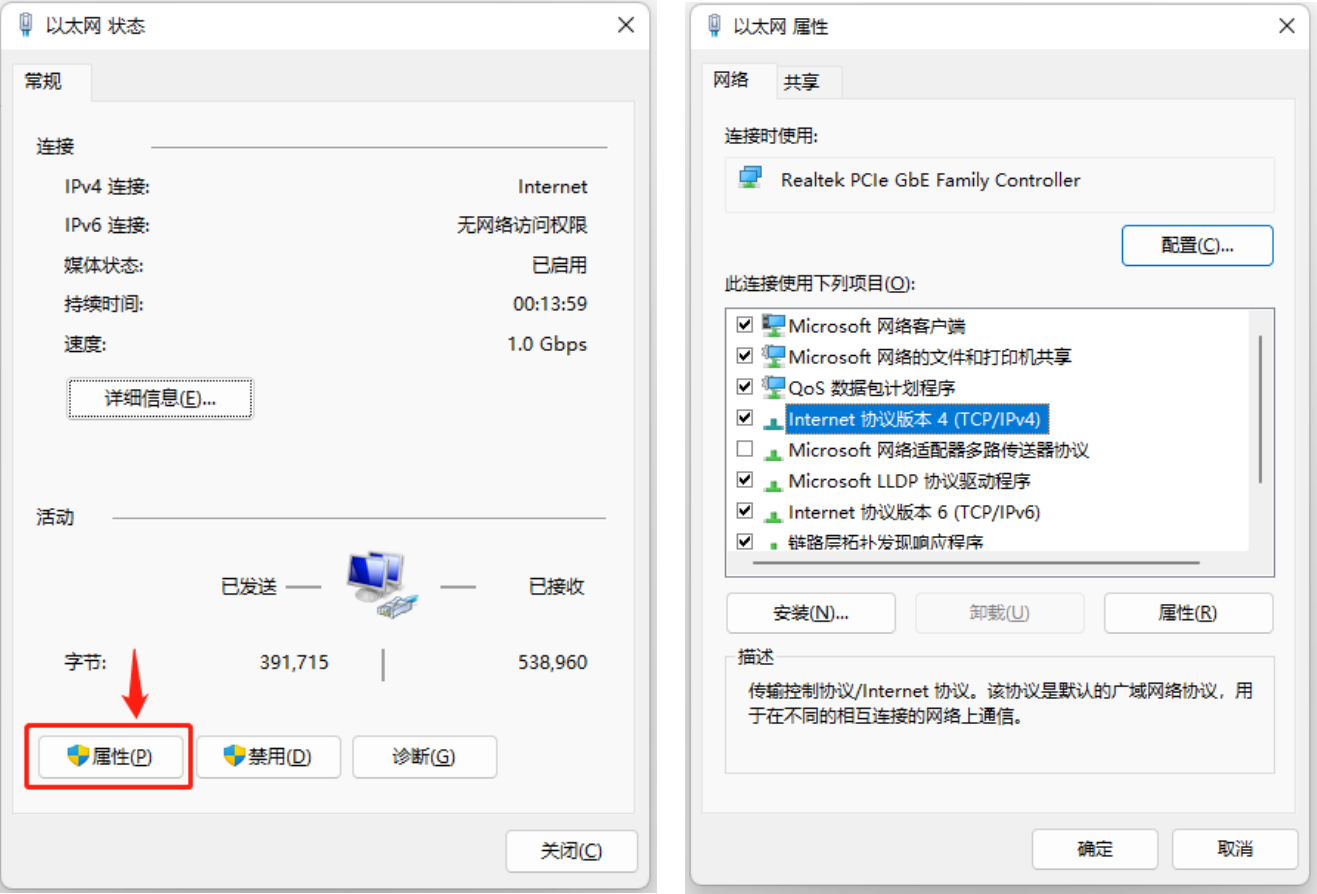 以太网 状态
常规
连接
IPv4 连接: Internet
IPv6 连接: 无网络访问权限
媒体状态: 已启用
持续时间: 00:13:59
速度: 1.0 Gbps
详细信息(E)...
活动
已发送 已接收
字节: 391,715 538,960
属性(P) 禁用(D) 诊断(G)
关闭(C)
以太网 属性
网络 共享
连接时使用:
Realtek PCIe GbE Family Controller
配置(C)...
此连接使用下列项目(O):
Microsoft 网络客户端
Microsoft 网络的文件和打印机共享
QoS 数据包计划程序
Internet 协议版本 4 (TCP/IPv4)
Microsoft 网络适配器多路传送器协议
Microsoft LLDP 协议驱动程序
Internet 协议版本 6 (TCP/IPv6)
链路层拓扑发现响应程序
安装(N)... 卸载(U) 属性(R)
描述
传输控制协议/Internet 协议。该协议是默认的广域网络协议，用
于在不同的相互连接的网络上通信。
确定 取消